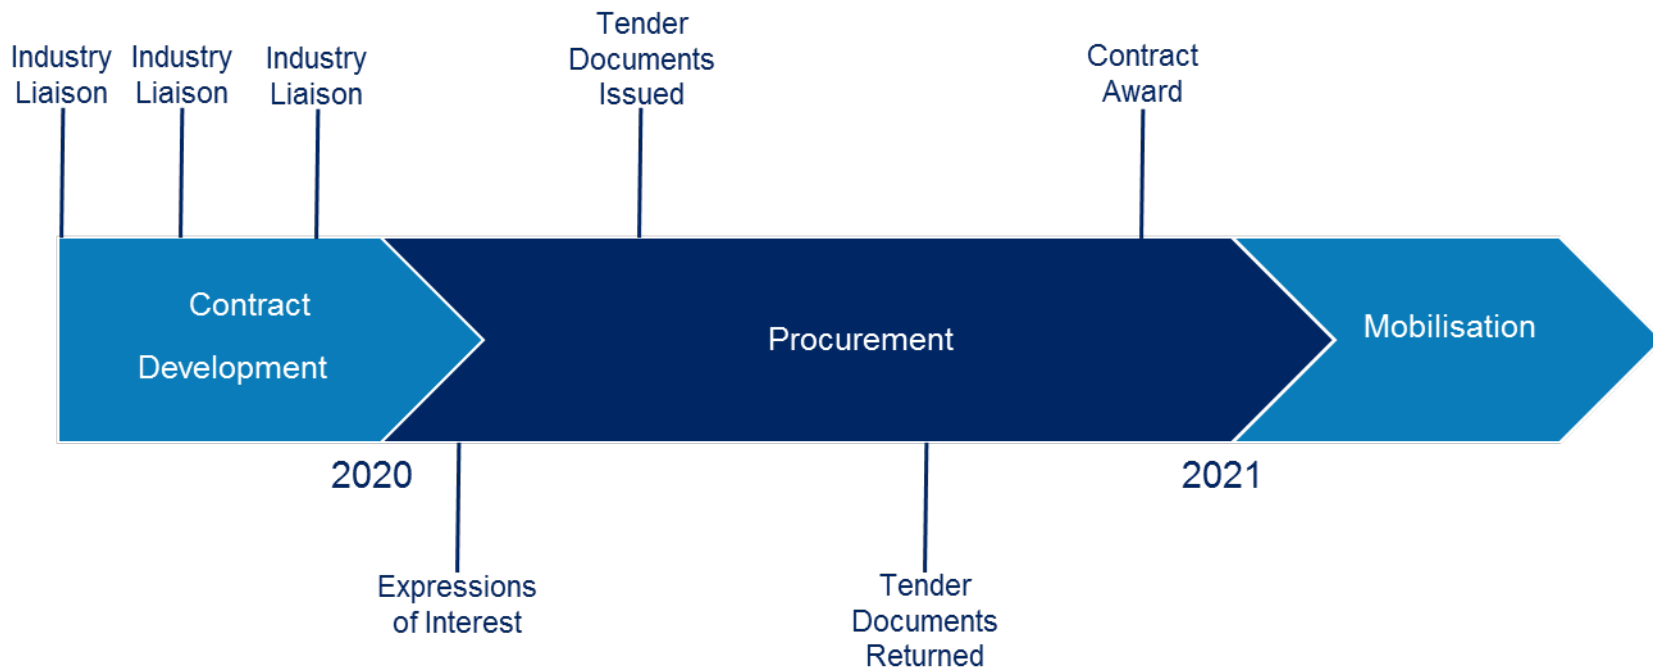 Industry
Liaison
Industry
Liaison
Industry
Liaison
Tender
Documents
Issued
Contract
Award
Contract
Development
Procurement
Mobilisation
2020
2021
Expressions
of Interest
Tender
Documents
Returned